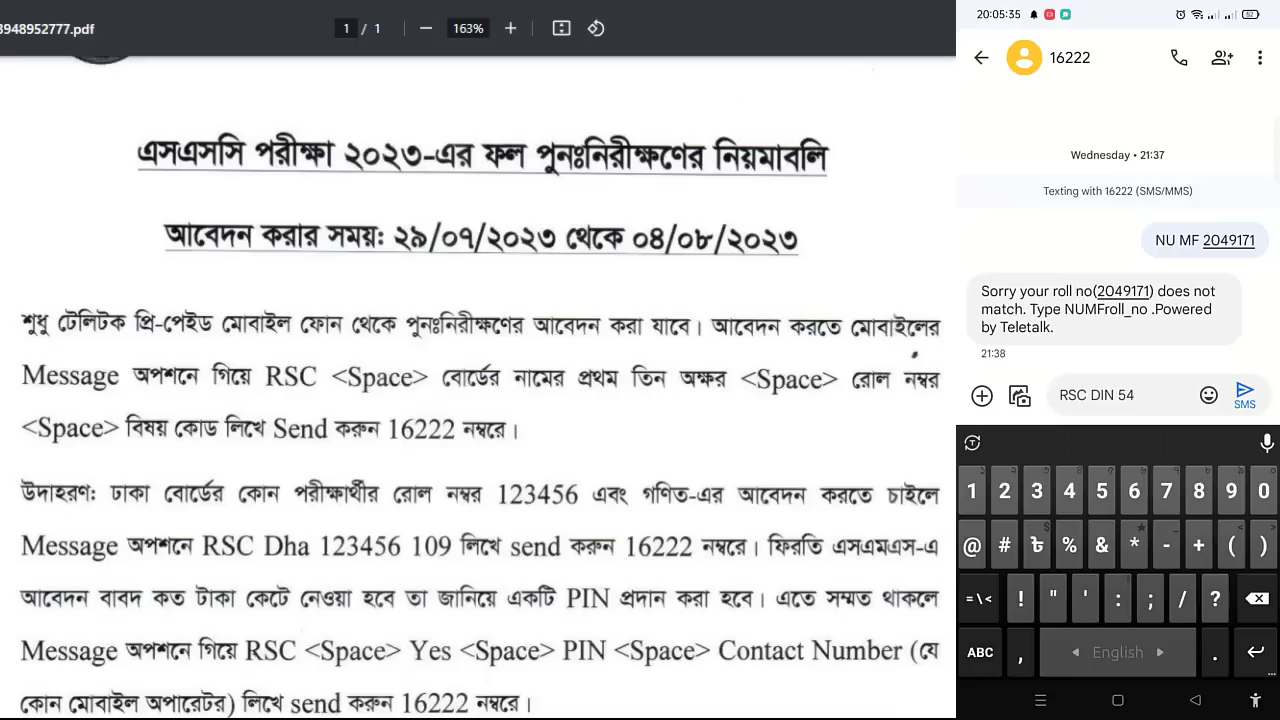 3948952777.pdf
1 / 1
163%
এসএসসি পরীক্ষা ২০২৩-এর ফল পুনঃনিরীক্ষণের নিয়মাবলি
আবেদন করার সময়ঃ ২৯/০৭/২০২৩ থেকে ০৪/০৮/২০২৩
শুধু টেলিটক প্রি-পেইড মোবাইল ফোন থেকে পুনঃনিরীক্ষণের আবেদন করা যাবে। আবেদন করতে মোবাইলের
Message অপশনে গিয়ে RSC <Space> বোর্ডের নামের প্রথম তিন অক্ষর <Space> রোল নম্বর
<Space> বিষয় কোড লিখে Send করুন 16222 নম্বরে।
উদাহরণঃ ঢাকা বোর্ডের কোন পরীক্ষার্থীর রোল নম্বর 123456 এবং গণিত-এর আবেদন করতে চাইলে
Message অপশনে RSC Dha 123456 109 লিখে send করুন 16222 নম্বরে। ফিরতি এসএমএস-এ
আবেদন বাবদ কত টাকা কেটে নেওয়া হবে তা জানিয়ে একটি PIN প্রদান করা হবে। এতে সম্মত থাকলে
Message অপশনে গিয়ে RSC <Space> Yes <Space> PIN <Space> Contact Number (যে
কোন মোবাইল অপারেটর) লিখে send করুন 16222 নম্বরে।
20:05:35
52
16222
Wednesday • 21:37
Texting with 16222 (SMS/MMS)
NU MF 2049171
Sorry your roll no(2049171) does not
match. Type NUMFroll_no .Powered
by Teletalk.
21:38
RSC DIN 54
SMS
1 2 3 4 5 6 7 8 9 0
@ # ৳ % & * - + ( )
=\< ! " ' : ; / ?
ABC , English .